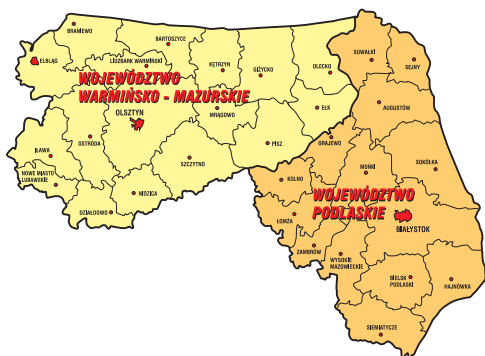 BRANIEWO
BARTOSZYCE
ELBLĄG
LIDZBARK WARMIŃSKI
KĘTRZYN
GIŻYCKO
OLECKO
SUWAŁKI
SEJNY
WOJEWÓDZTWO
WARMIŃSKO - MAZURSKIE
OLSZTYN
MRĄGOWO
EŁK
AUGUSTÓW
IŁAWA
OSTRÓDA
SZCZYTNO
PISZ
GRAJEWO
MOŃKI
SOKÓŁKA
NOWE MIASTO
LUBAWSKIE
NIDZICA
KOLNO
DZIAŁDOWO
WOJEWÓDZTWO
PODLASKIE
ŁOMŻA
BIAŁYSTOK
ZAMBRÓW
WYSOKIE
MAZOWIECKIE
BIELSK
PODLASKI
HAJNÓWKA
SIEMIATYCZE